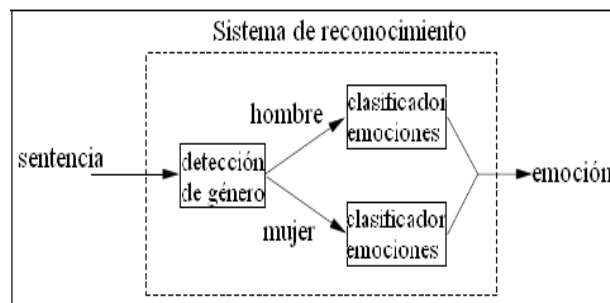 Sistema de reconocimiento
sentencia
detección
de género
hombre
mujer
clasificador
emociones
clasificador
emociones
emoción